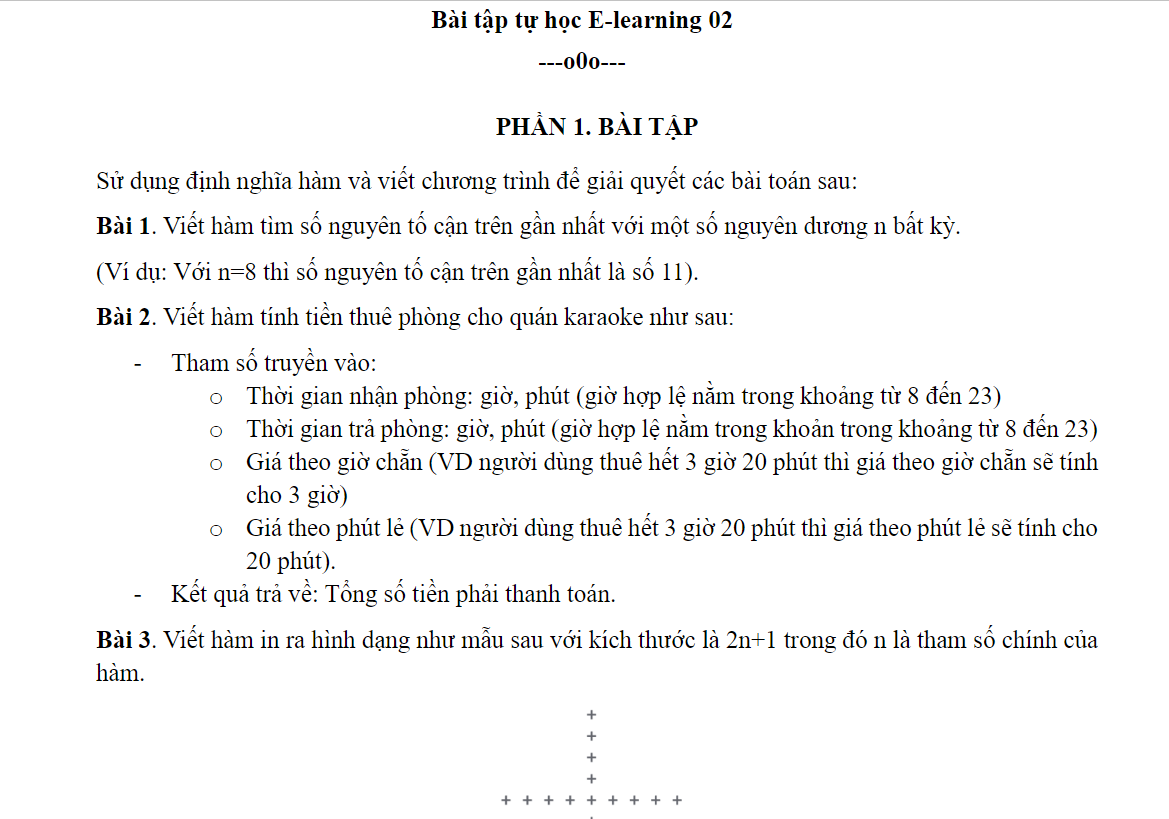 Bài tập tự học E-learning 02
---o0o---
PHẦN 1. BÀI TẬP
Sử dụng định nghĩa hàm và viết chương trình để giải quyết các bài toán sau:
Bài 1. Viết hàm tìm số nguyên tố cận trên gần nhất với một số nguyên dương n bất kỳ.
(Ví dụ: Với n=8 thì số nguyên tố cận trên gần nhất là số 11).
Bài 2. Viết hàm tính tiền thuê phòng cho quán karaoke như sau:
- Tham số truyền vào:
o Thời gian nhận phòng: giờ, phút (giờ hợp lệ nằm trong khoảng từ 8 đến 23)
o Thời gian trả phòng: giờ, phút (giờ hợp lệ nằm trong khoản trong khoảng từ 8 đến 23)
o Giá theo giờ chẵn (VD người dùng thuê hết 3 giờ 20 phút thì giá theo giờ chẵn sẽ tính
cho 3 giờ)
o Giá theo phút lẻ (VD người dùng thuê hết 3 giờ 20 phút thì giá theo phút lẻ sẽ tính cho
20 phút).
- Kết quả trả về: Tổng số tiền phải thanh toán.
Bài 3. Viết hàm in ra hình dạng như mẫu sau với kích thước là 2n+1 trong đó n là tham số chính của
hàm.
+
+
+
+
+ + + + + + + + +